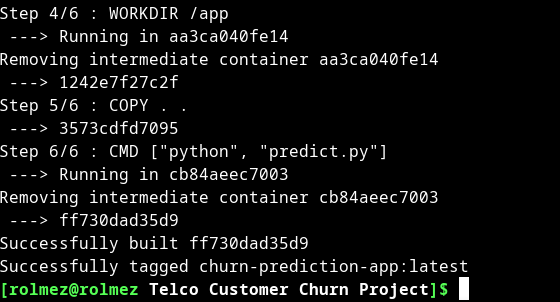 Step 4/6 : WORKDIR /app
 ---> Running in aa3ca040fe14
Removing intermediate container aa3ca040fe14
 ---> 1242e7f27c2f
Step 5/6 : COPY . .
 ---> 3573cdfd7095
Step 6/6 : CMD ["python", "predict.py"]
 ---> Running in cb84aeec7003
Removing intermediate container cb84aeec7003
 ---> ff730dad35d9
Successfully built ff730dad35d9
Successfully tagged churn-prediction-app:latest
[rolmez@rolmez Telco Customer Churn Project]$